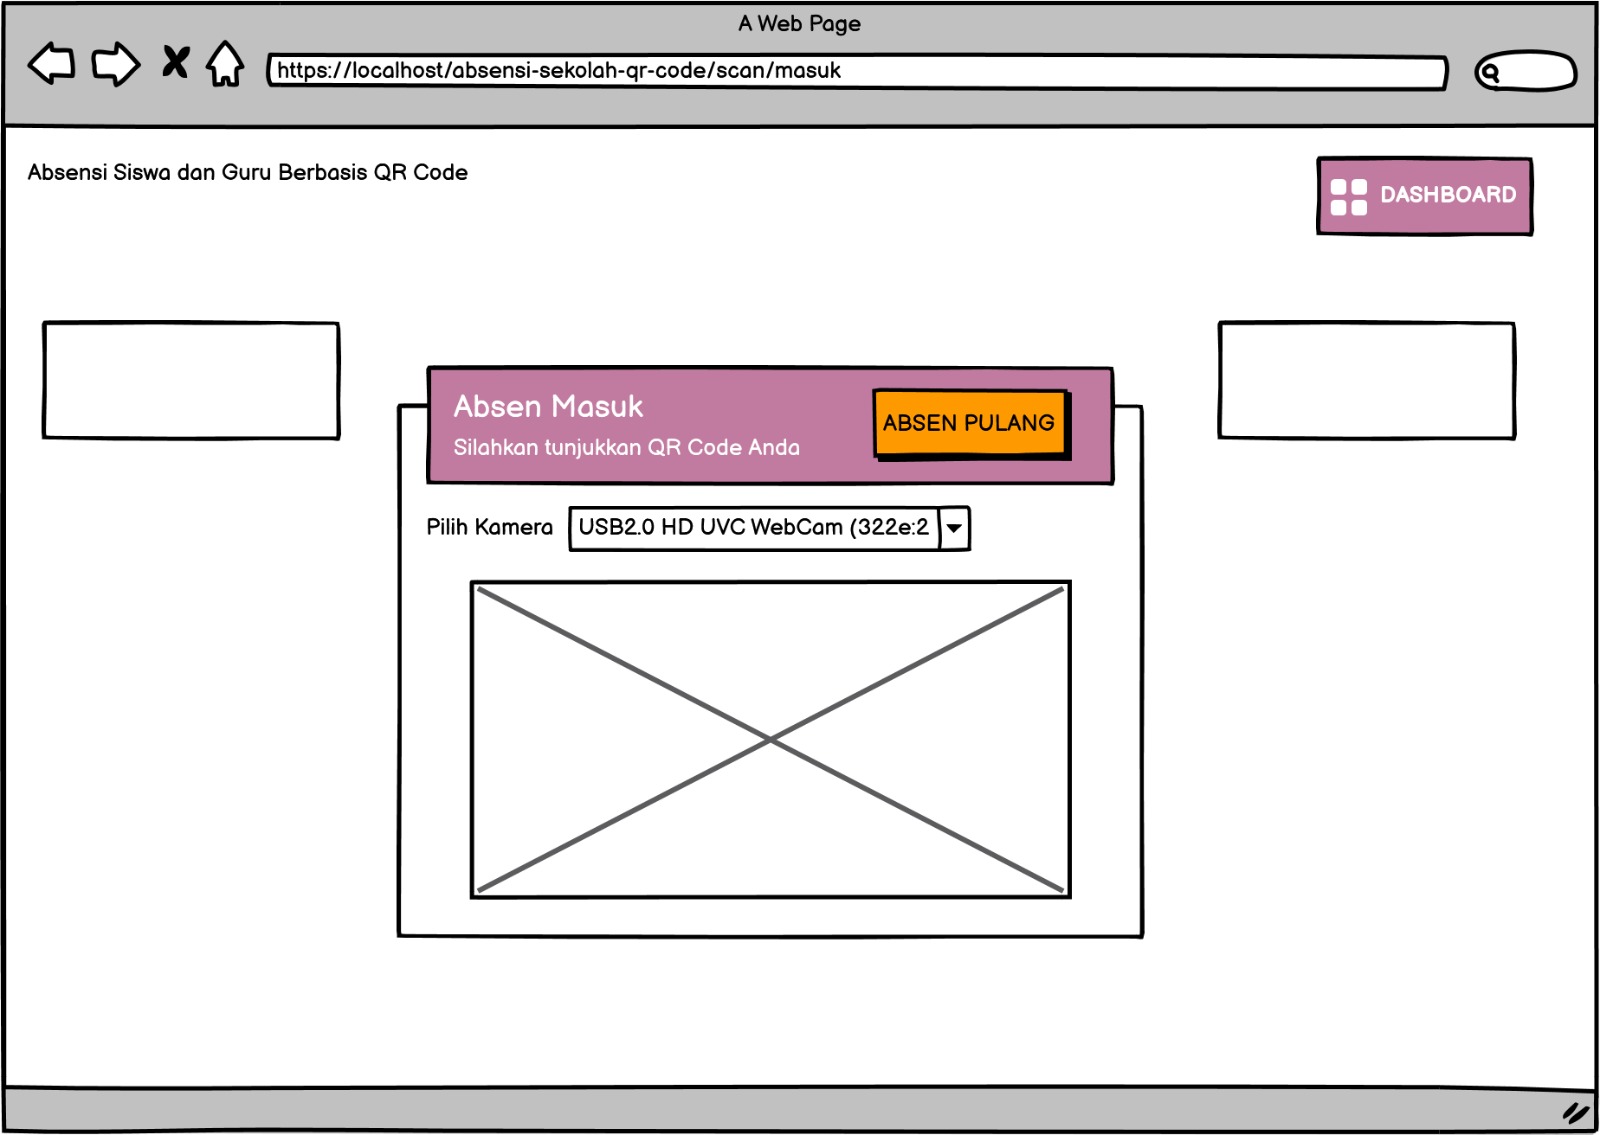 A Web Page
https://localhost/absensi-sekolah-qr-code/scan/masuk
Absensi Siswa dan Guru Berbasis QR Code
DASHBOARD
Absen Masuk
Silahkan tunjukkan QR Code Anda
ABSEN PULANG
Pilih Kamera
USB2.0 HD UVC WebCam (322e:2